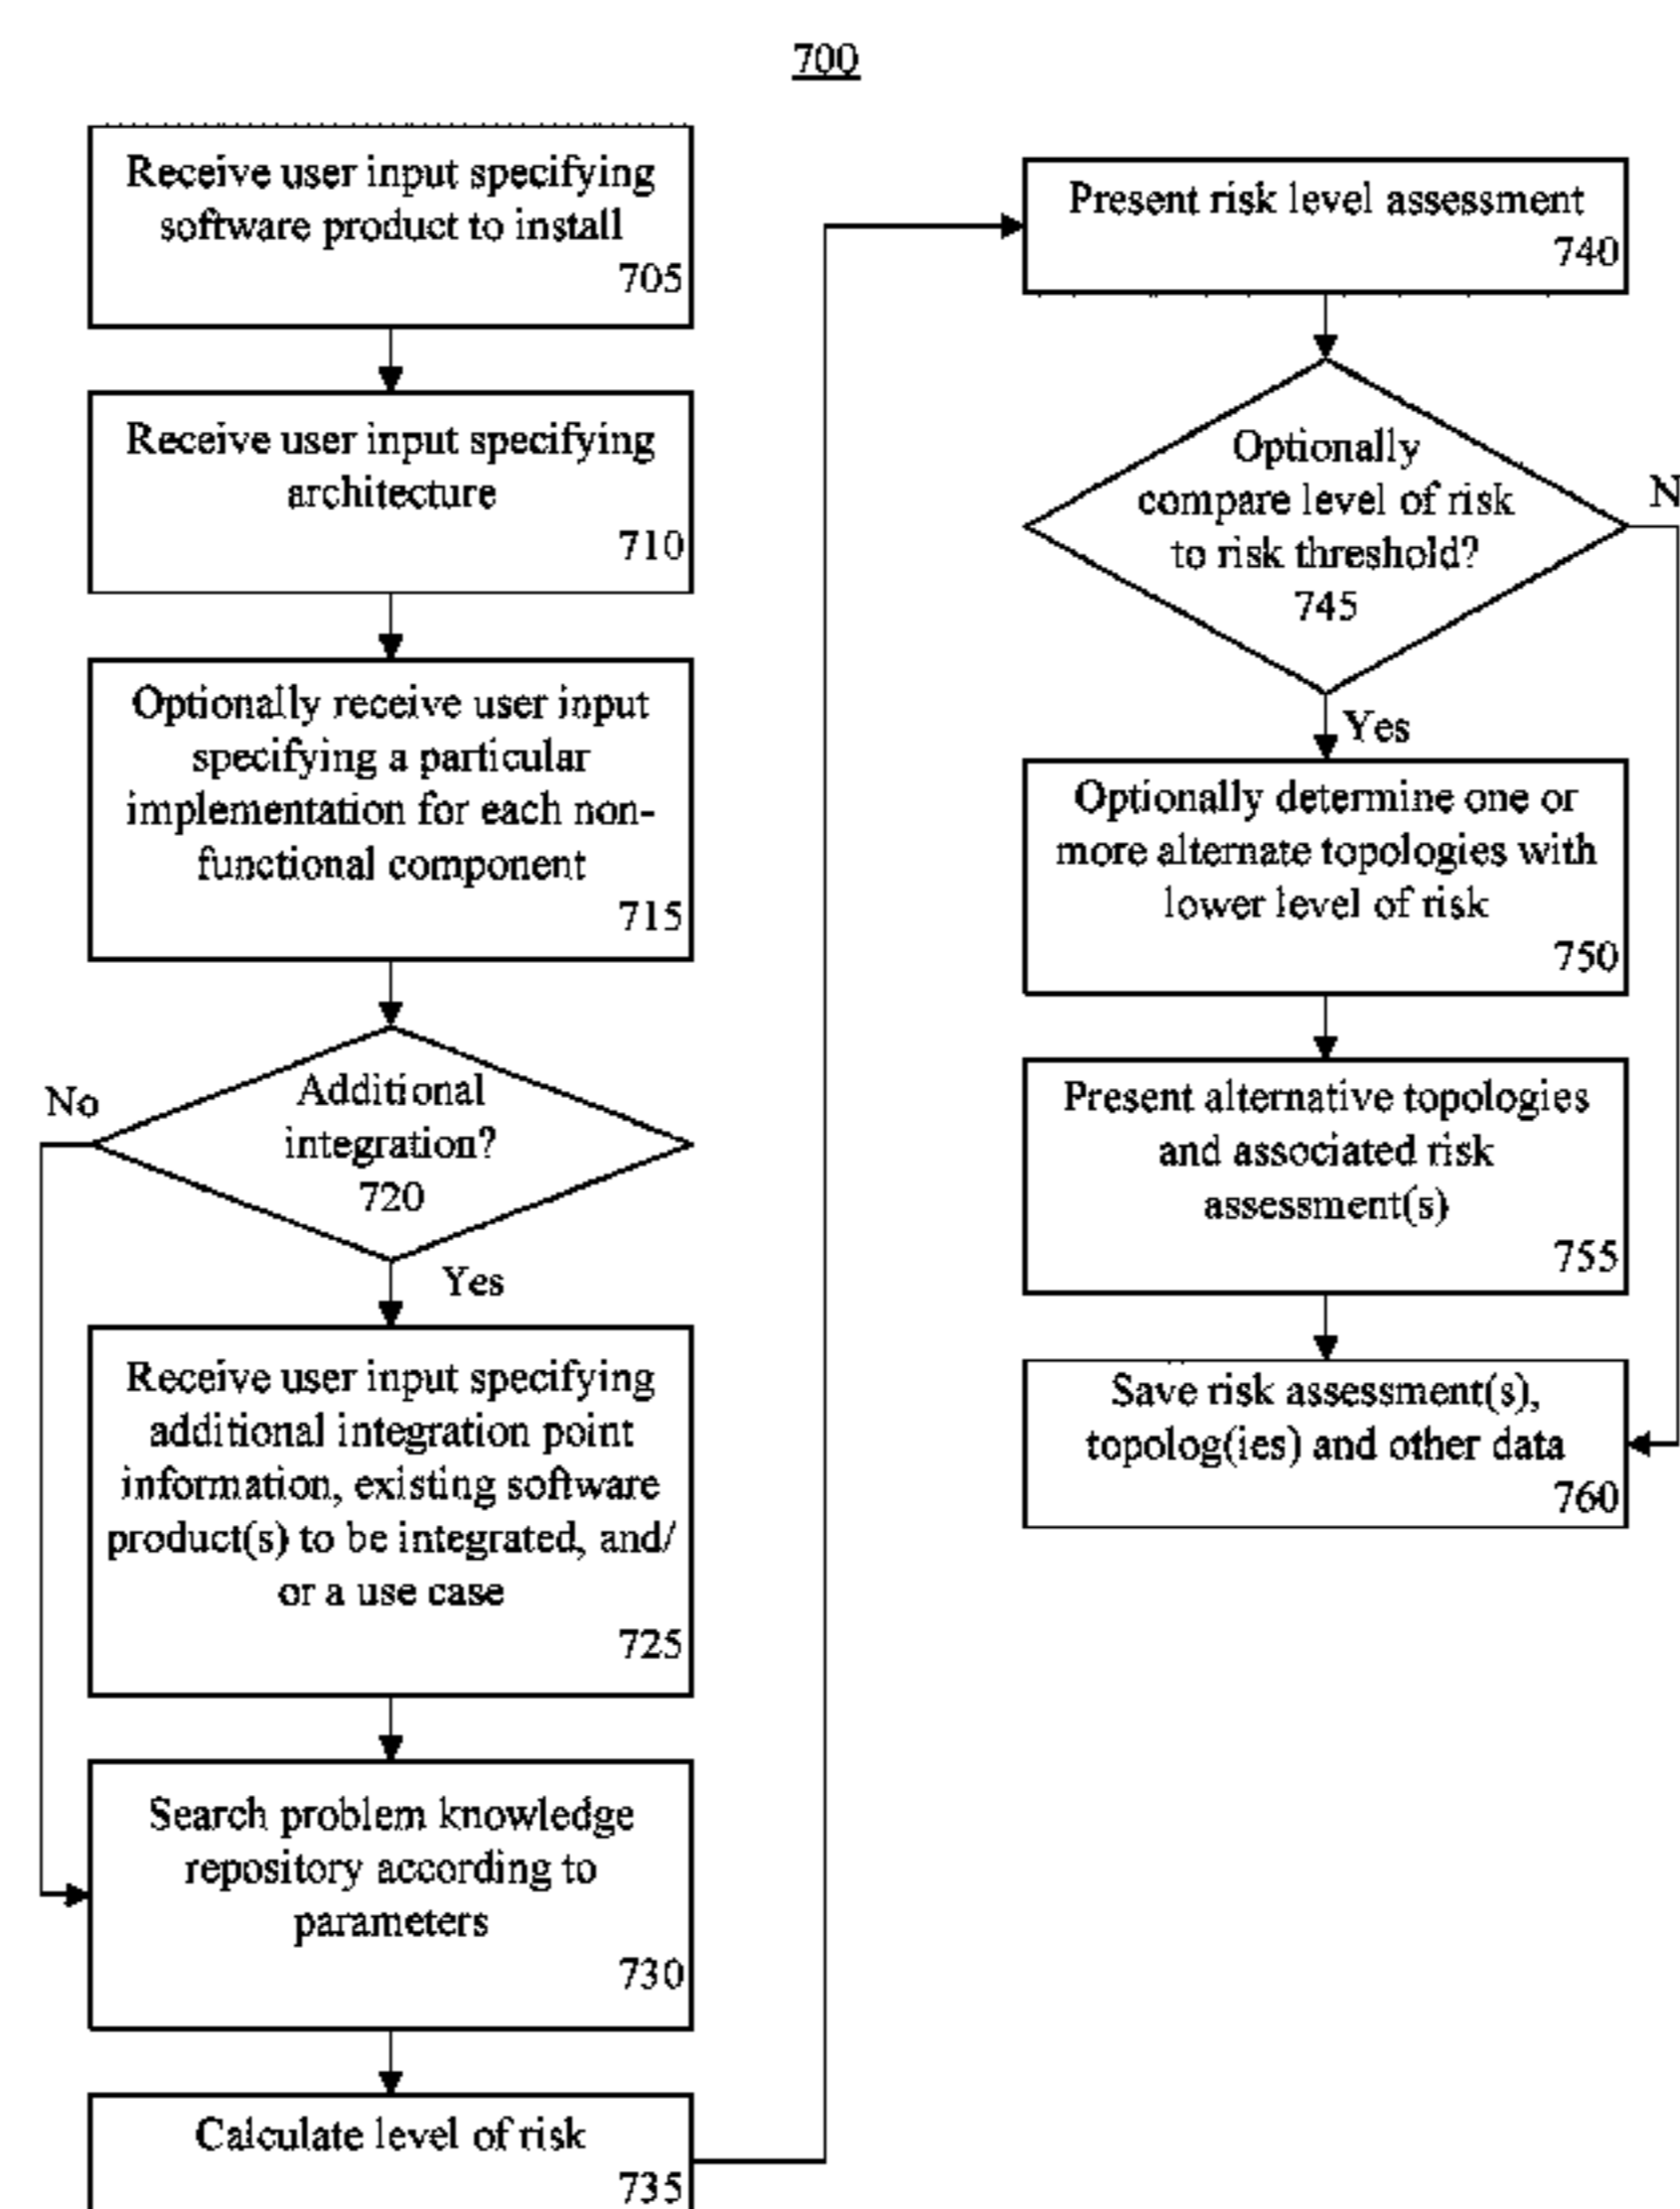 700
Receive user input specifying
software product to install
705
Receive user input specifying
architecture
710
Optionally receive user input
specifying a particular
implementation for each non-
functional component
715
Additional
integration?
720
No
Yes
Receive user input specifying
additional integration point
information, existing software
product(s) to be integrated, and/
or a use case
725
Search problem knowledge
repository according to
parameters
730
Calculate level of risk
735
Present risk level assessment
740
Optionally
compare level of risk
to risk threshold?
745
N
Yes
Optionally determine one or
more alternate topologies with
lower level of risk
750
Present alternative topologies
and associated risk
assessment(s)
755
Save risk assessment(s),
topolog(ies) and other data
760